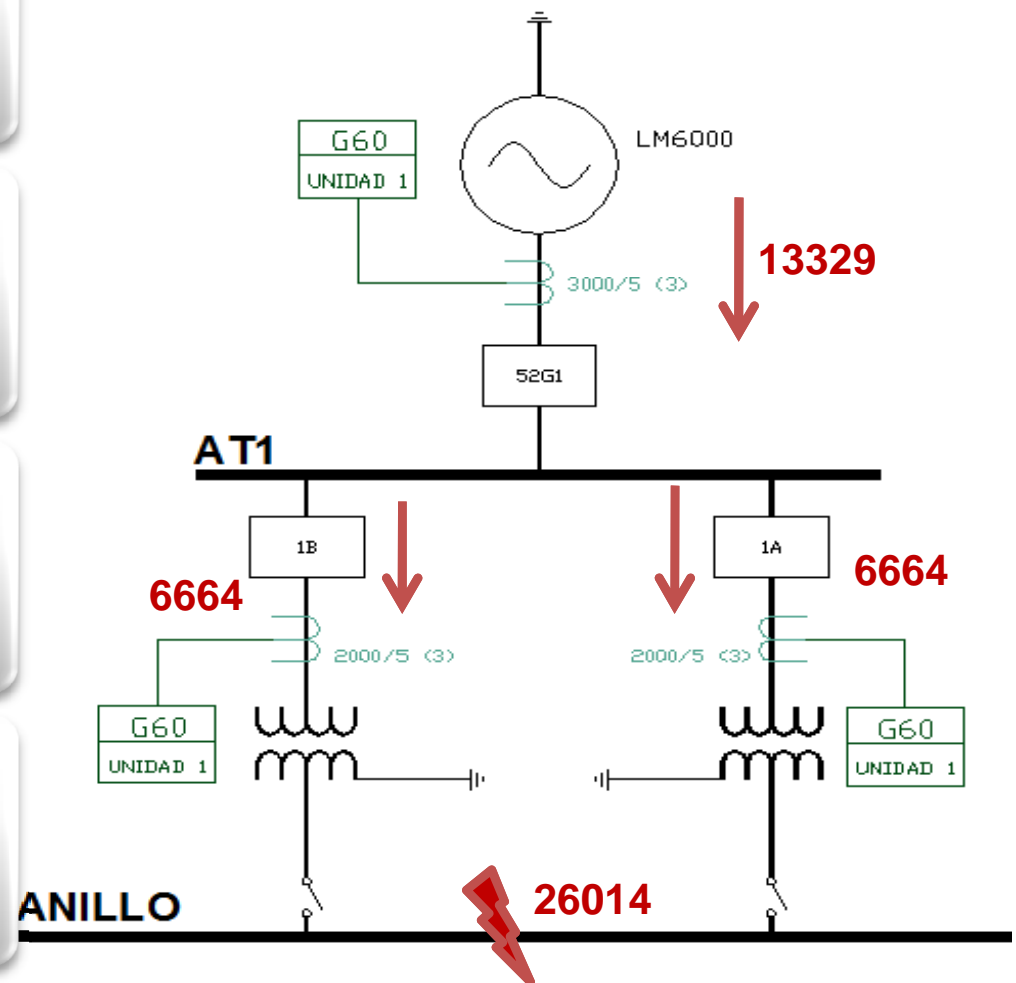 G60
UNIDAD 1
LM6000
13329
3000/5 (3)
52G1
AT1
1B
1A
6664
6664
2000/5 (3)
2000/5 (3)
G60
UNIDAD 1
G60
UNIDAD 1
ANILLO
26014